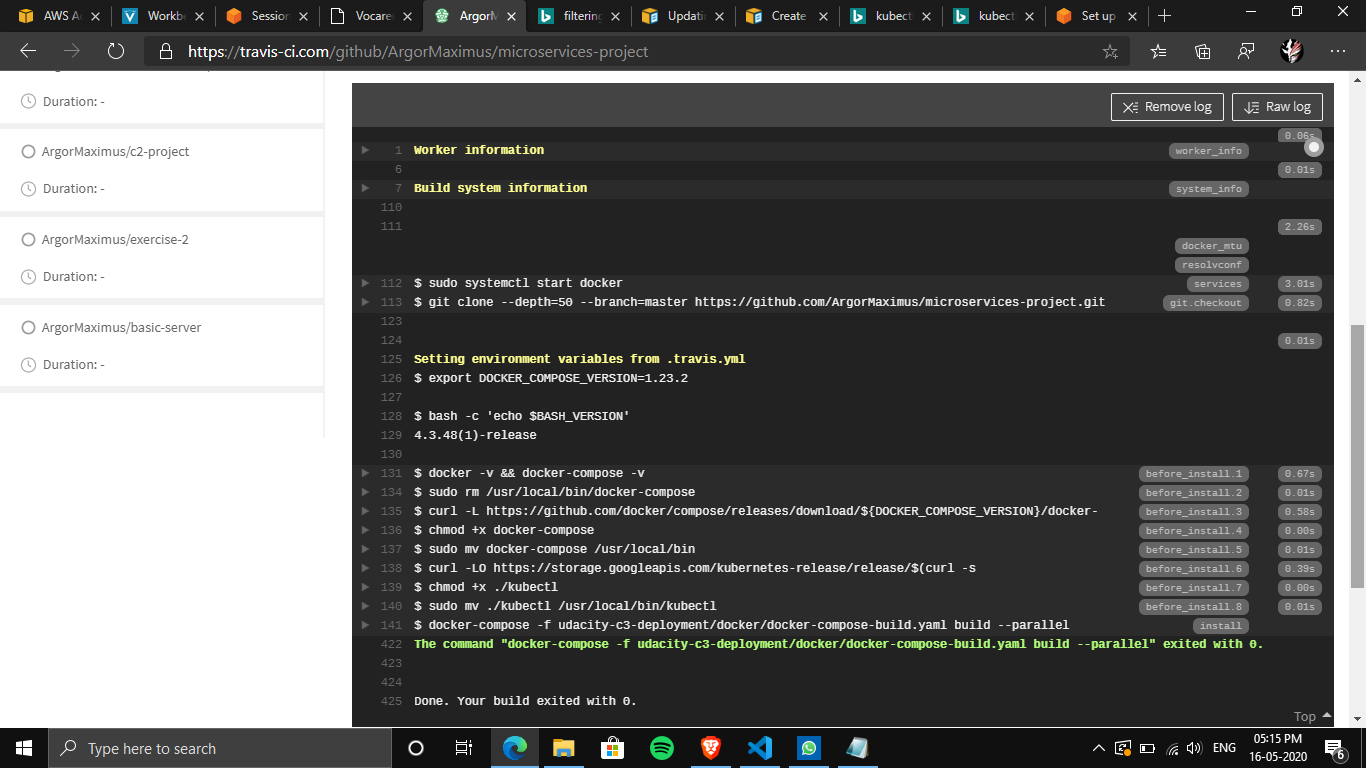 AWS A
Workb
Session
Vocare
ArgorM
filtering
Updati
Create
kubect
kubect
Set up
https://travis-ci.com/github/ArgorMaximus/microservices-project
Duration: -
ArgorMaximus/c2-project
Duration: -
ArgorMaximus/exercise-2
Duration: -
ArgorMaximus/basic-server
Duration: -
Remove log
Raw log
0.06s
1 Worker information worker_info
6 0.01s
7 Build system information system_info
110
111 2.26s
docker_mtu
resolvconf
112 $ sudo systemctl start docker services 3.01s
113 $ git clone --depth=50 --branch=master https://github.com/ArgorMaximus/microservices-project.git git.checkout 0.82s
123
124 0.01s
125 Setting environment variables from .travis.yml
126 $ export DOCKER_COMPOSE_VERSION=1.23.2
127
128 $ bash -c 'echo $BASH_VERSION'
129 4.3.48(1)-release
130
131 $ docker -v && docker-compose -v before_install.1 0.67s
134 $ sudo rm /usr/local/bin/docker-compose before_install.2 0.01s
135 $ curl -L https://github.com/docker/compose/releases/download/${DOCKER_COMPOSE_VERSION}/docker- before_install.3 0.58s
136 $ chmod +x docker-compose before_install.4 0.00s
137 $ sudo mv docker-compose /usr/local/bin before_install.5 0.01s
138 $ curl -LO https://storage.googleapis.com/kubernetes-release/release/$(curl -s before_install.6 0.39s
139 $ chmod +x ./kubectl before_install.7 0.00s
140 $ sudo mv ./kubectl /usr/local/bin/kubectl before_install.8 0.01s
141 $ docker-compose -f udacity-c3-deployment/docker/docker-compose-build.yaml build --parallel install
422 The command "docker-compose -f udacity-c3-deployment/docker/docker-compose-build.yaml build --parallel" exited with 0.
423
424
425 Done. Your build exited with 0.
Top
Type here to search
ENG
05:15 PM
16-05-2020
6